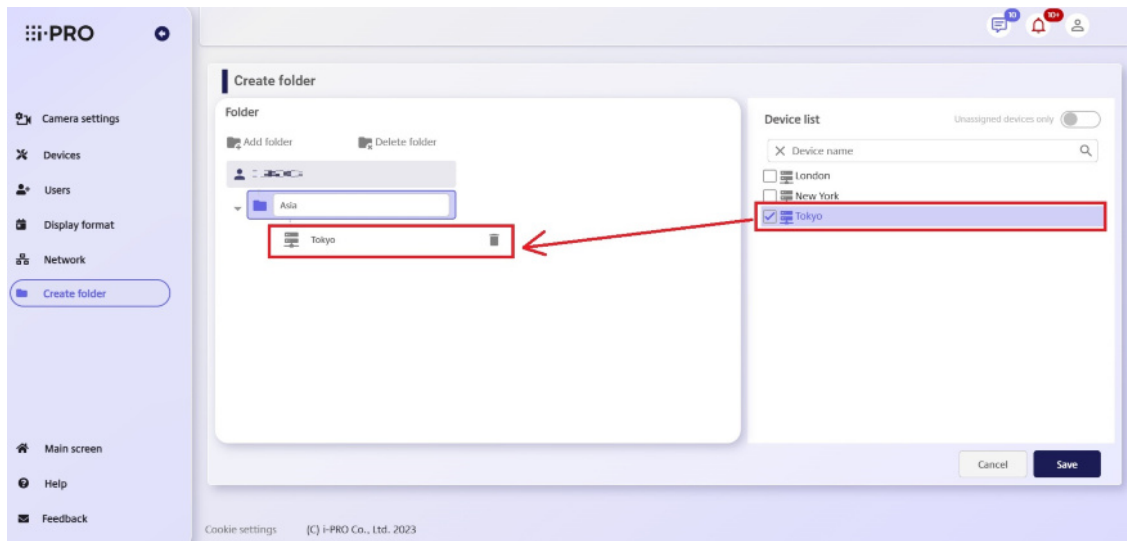 i-PRO
10
10+
Camera settings
Devices
Users
Display format
Network
Create folder
Main screen
Help
Feedback
Create folder
Folder
Add folder
Delete folder
Asia
Tokyo
Device list
Unassigned devices only
Device name
London
New York
Tokyo
Cancel
Save
Cookie settings
(C) i-PRO Co., Ltd. 2023